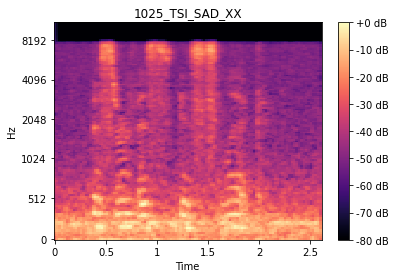 1025_TSI_SAD_XX
+0 dB
8192
-10 dB
4096
-20 dB
-30 dB
Hz
2048
-40 dB
1024
-50 dB
-60 dB
512
-70 dB
0
-80 dB
0
0.5
1
1.5
2
2.5
Time